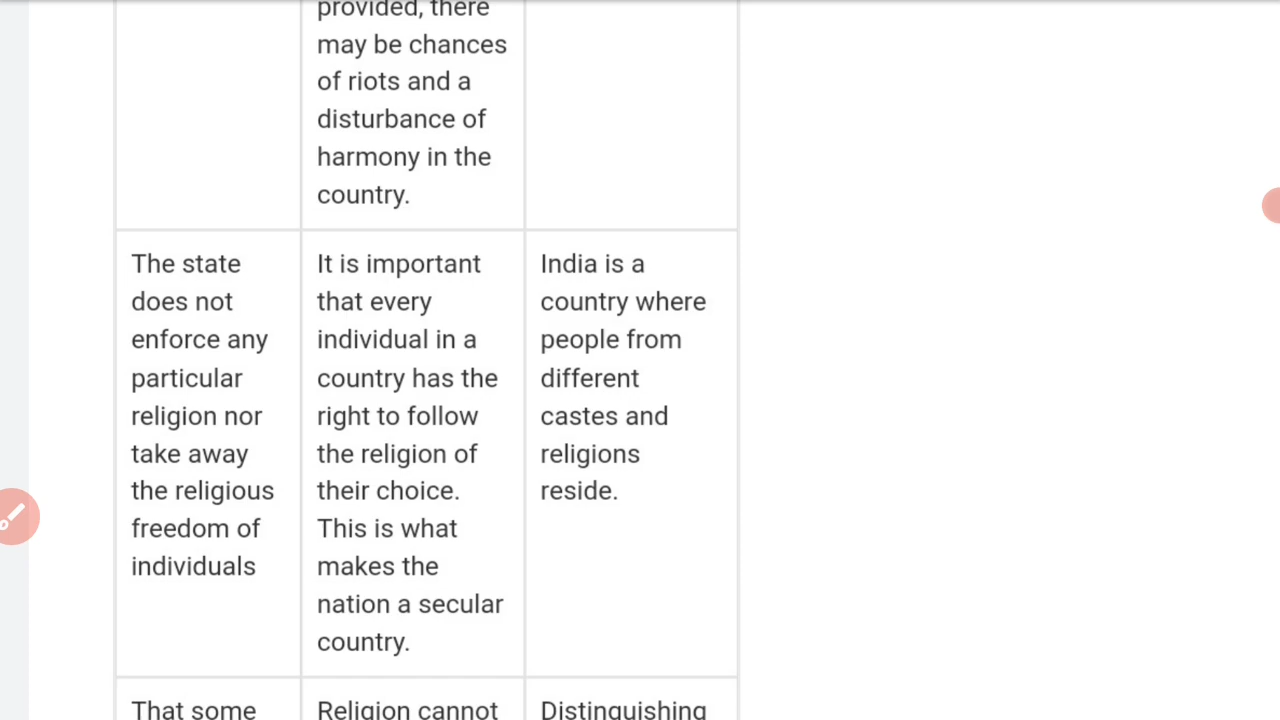 provided, there
may be chances
of riots and a
disturbance of
harmony in the
country.
The state
does not
enforce any
particular
religion nor
take away
the religious
freedom of
individuals
It is important
that every
individual in a
country has the
right to follow
the religion of
their choice.
This is what
makes the
nation a secular
country.
India is a
country where
people from
different
castes and
religions
reside.
That some
Religion cannot
Distinguishing